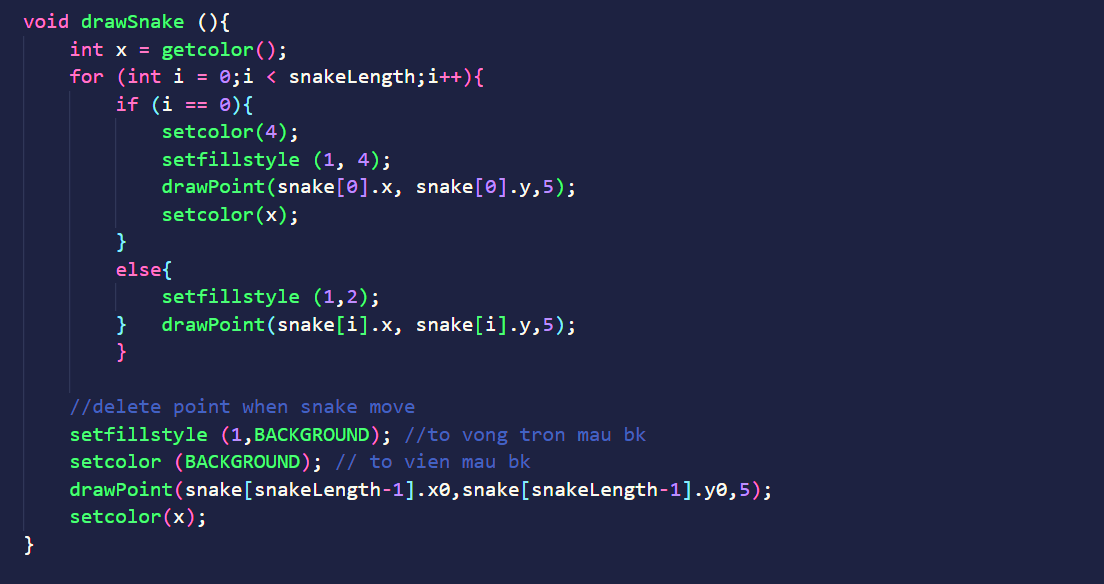 void drawSnake (){
    int x = getcolor();
    for (int i = 0;i < snakeLength;i++){
        if (i == 0){
            setcolor(4);
            setfillstyle (1, 4);
            drawPoint(snake[0].x, snake[0].y,5);
            setcolor(x);
        }
        else{
            setfillstyle (1,2);
        }   drawPoint(snake[i].x, snake[i].y,5);
        }
    //delete point when snake move
    setfillstyle (1,BACKGROUND); //to vong tron mau bk
    setcolor (BACKGROUND); // to vien mau bk
    drawPoint(snake[snakeLength-1].x0,snake[snakeLength-1].y0,5);
    setcolor(x);
}